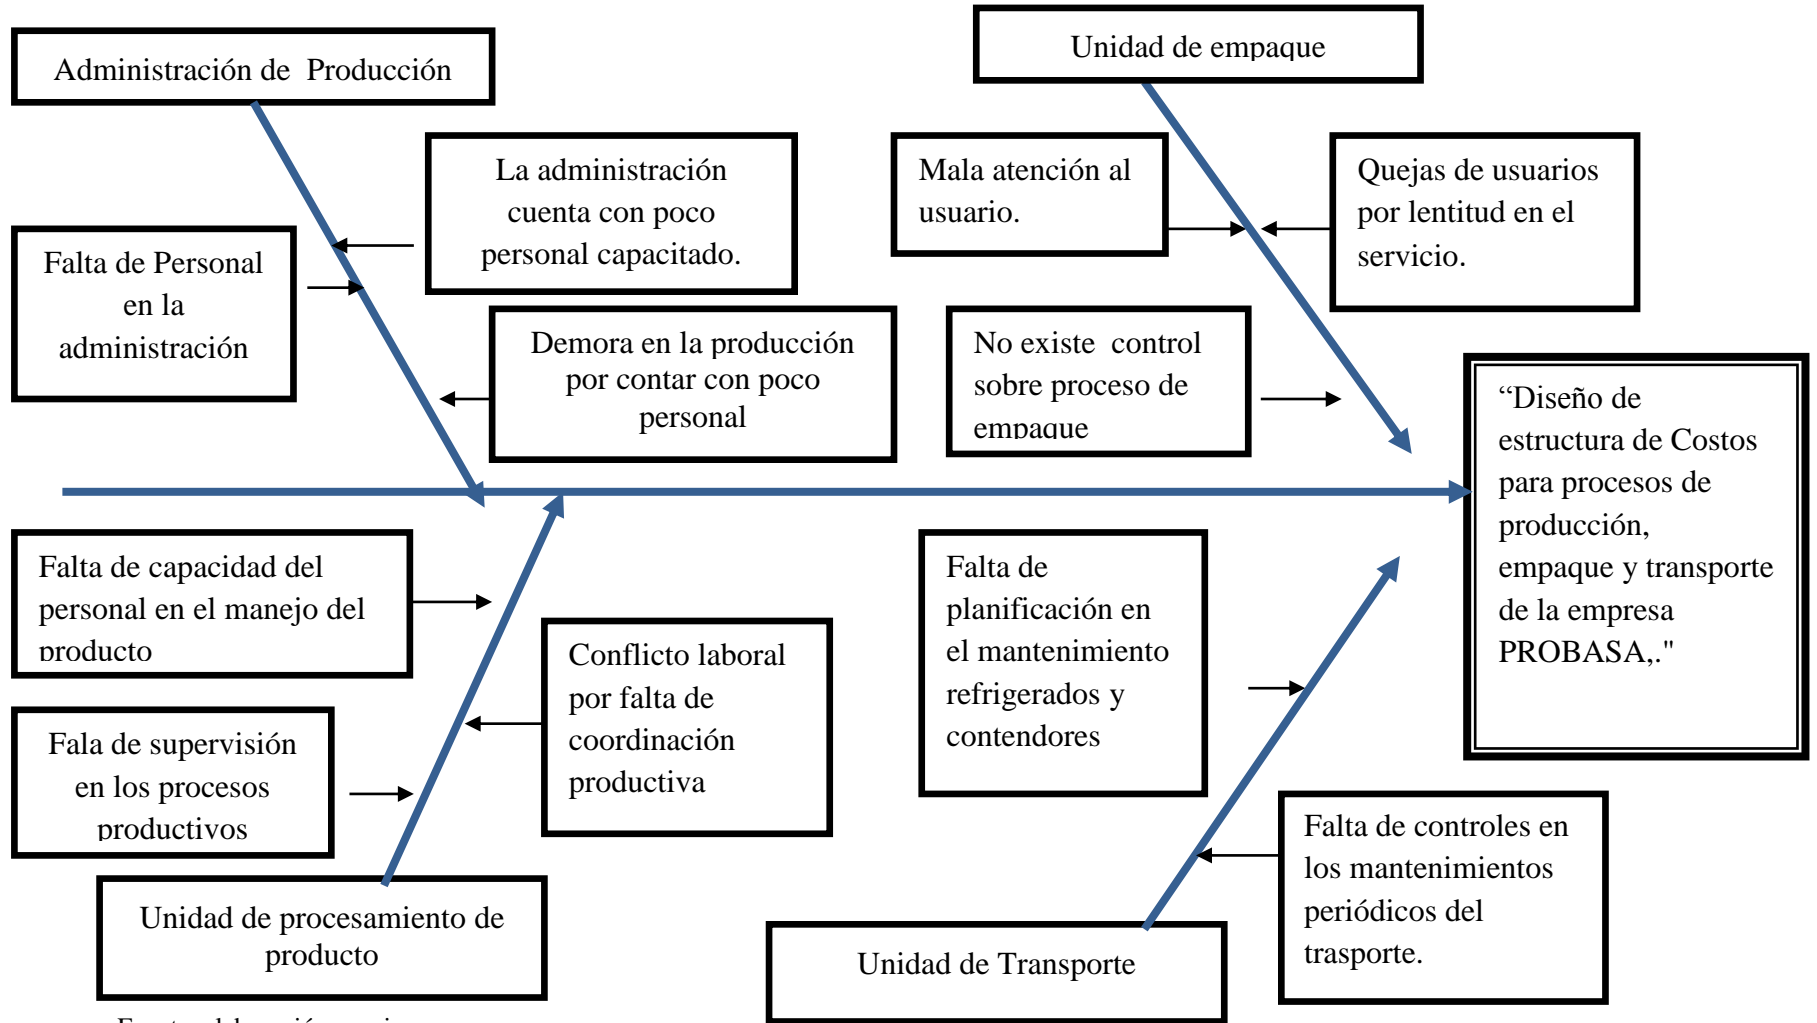 Administración de  Producción
Unidad de empaque
La administración
cuenta con poco
personal capacitado.
Mala atención al
usuario.
Quejas de usuarios
por lentitud en el
servicio.
Falta de Personal
en la
administración
Demora en la producción
por contar con poco
personal
No existe  control
sobre proceso de
empaque
“Diseño de
estructura de Costos
para procesos de
producción,
empaque y transporte
de la empresa
PROBASA,."
Falta de capacidad del
personal en el manejo del
producto
Falta de
planificación en
el mantenimiento
refrigerados y
contendores
Conflicto laboral
por falta de
coordinación
productiva
Fala de supervisión
en los procesos
productivos
Falta de controles en
los mantenimientos
periódicos del
trasporte.
Unidad de procesamiento de
producto
Unidad de Transporte